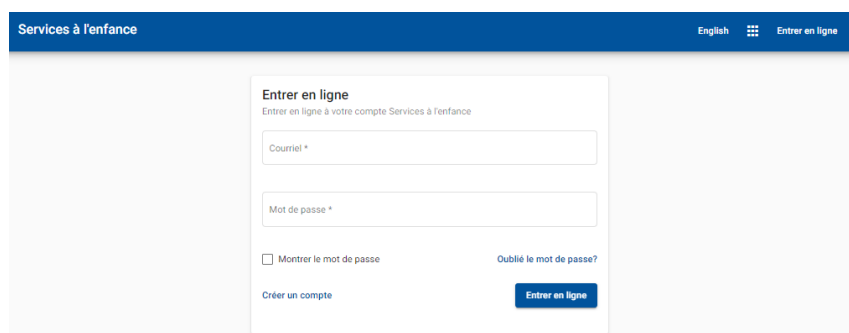 Services à l'enfance
English
Entrer en ligne
Entrer en ligne
Entrer en ligne à votre compte Services à l'enfance
Courriel *
Mot de passe *
Montrer le mot de passe
Oublié le mot de passe?
Créer un compte
Entrer en ligne